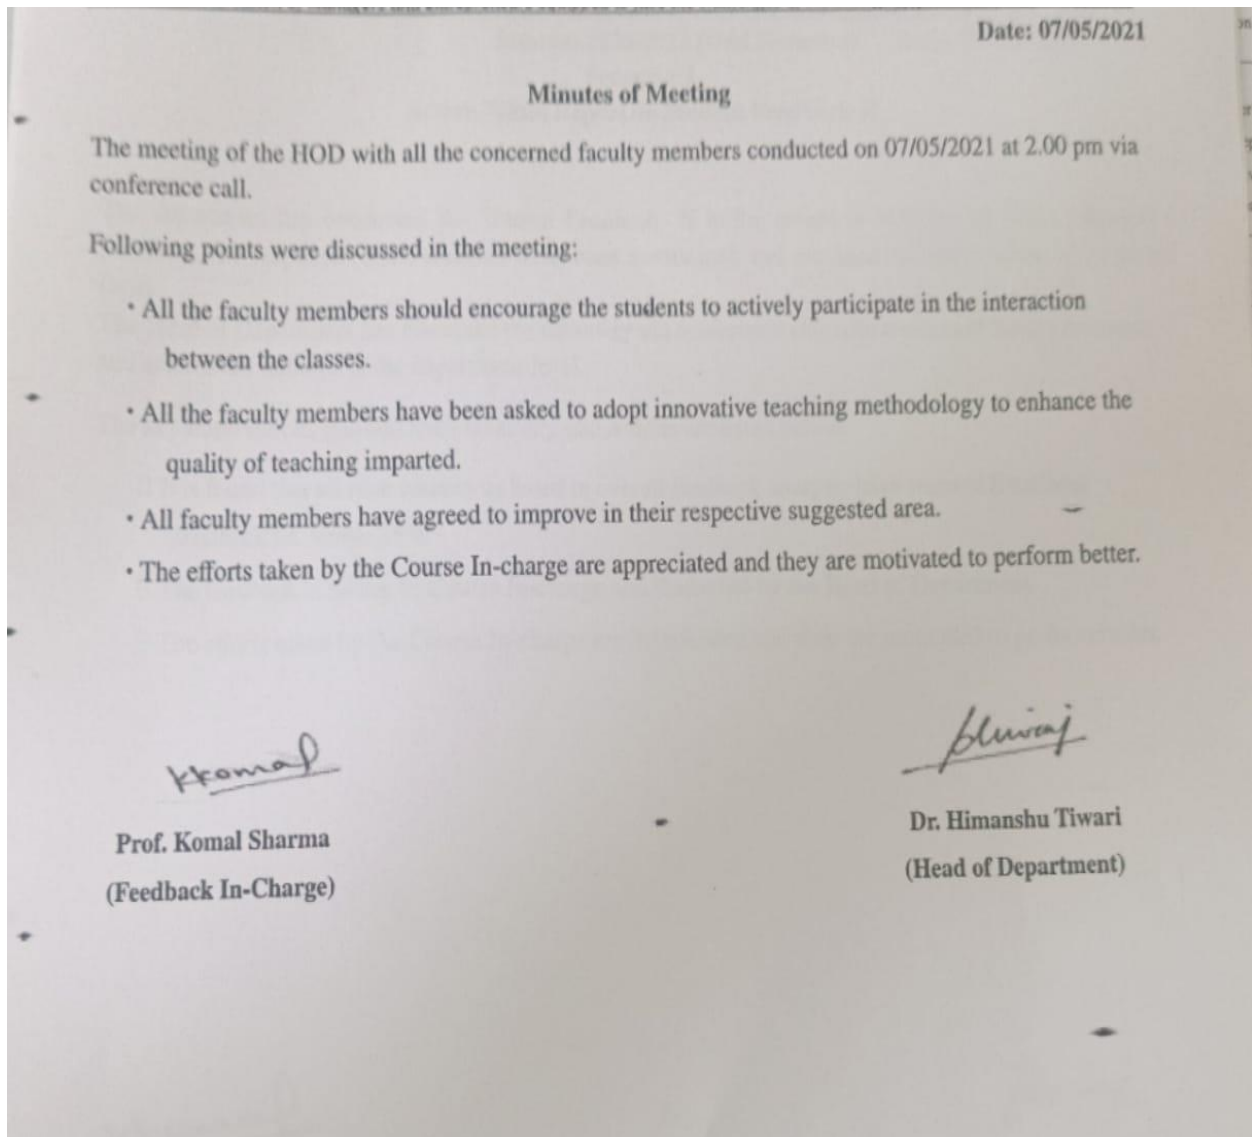 Date: 07/05/2021
Minutes of Meeting
The meeting of the HOD with all the concerned faculty members conducted on 07/05/2021 at 2.00 pm via
conference call.
Following points were discussed in the meeting:
• All the faculty members should encourage the students to actively participate in the interaction
between the classes.
• All the faculty members have been asked to adopt innovative teaching methodology to enhance the
quality of teaching imparted.
• All faculty members have agreed to improve in their respective suggested area.
• The efforts taken by the Course In-charge are appreciated and they are motivated to perform better.
KKomal
Prof. Komal Sharma
(Feedback In-Charge)
Dr. Himanshu Tiwari
(Head of Department)